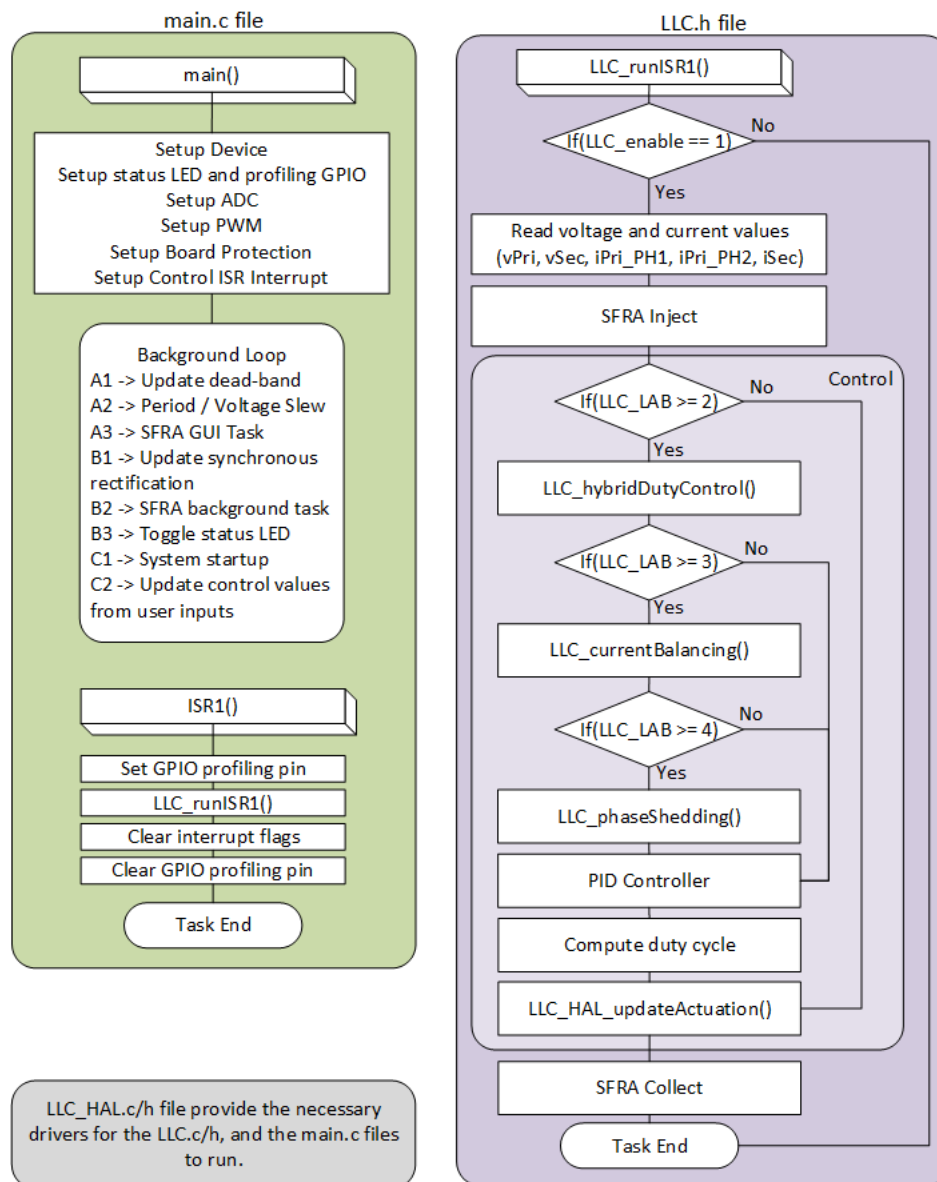 main.c file
main()
Setup Device
Setup status LED and profiling GPIO
Setup ADC
Setup PWM
Setup Board Protection
Setup Control ISR Interrupt
Background Loop
A1 -> Update dead-band
A2 -> Period / Voltage Slew
A3 -> SFRA GUI Task
B1 -> Update synchronous
rectification
B2 -> SFRA background task
B3 -> Toggle status LED
C1 -> System startup
C2 -> Update control values
from user inputs
ISR1()
Set GPIO profiling pin
LLC_runISR1()
Clear interrupt flags
Clear GPIO profiling pin
Task End
LLC_HAL.c/h file provide the necessary
drivers for the LLC.c/h, and the main.c files
to run.
LLC.h file
LLC_runISR1()
If(LLC_enable == 1)
No
Yes
Read voltage and current values
(vPri, vSec, iPri_PH1, iPri_PH2, iSec)
SFRA Inject
Control
If(LLC_LAB >= 2)
No
Yes
LLC_hybridDutyControl()
If(LLC_LAB >= 3)
No
Yes
LLC_currentBalancing()
If(LLC_LAB >= 4)
No
Yes
LLC_phaseShedding()
PID Controller
Compute duty cycle
LLC_HAL_updateActuation()
SFRA Collect
Task End